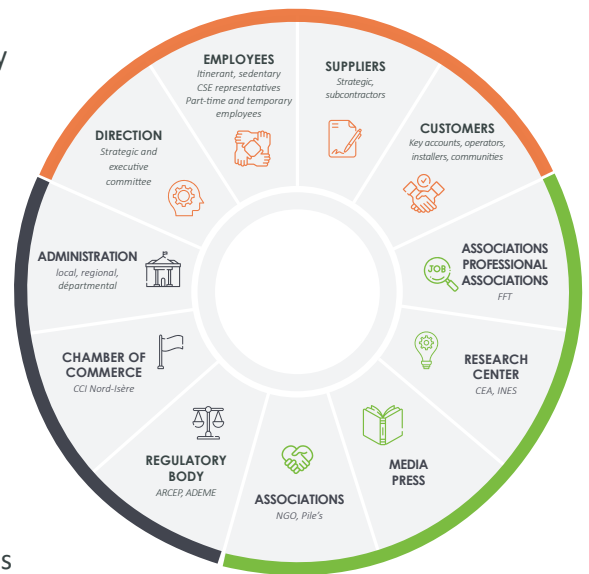 y
EMPLOYEES
Itinerant, sedentary
CSE representatives
Part-time and temporary
employees
SUPPLIERS
Strategic,
subcontractors
CUSTOMERS
Key accounts, operators,
installers, communities
DIRECTION
Strategic and
executive
committee
ADMINISTRATION
local, regional,
départmental
JOB
ASSOCIATIONS
PROFESSIONAL
ASSOCIATIONS
FFT
CHAMBER OF
COMMERCE
CCI Nord-Isère
RESEARCH
CENTER
CEA, INES
REGULATORY
BODY
ARCEP, ADEME
ASSOCIATIONS
NGO, Pile's
MEDIA
PRESS
s